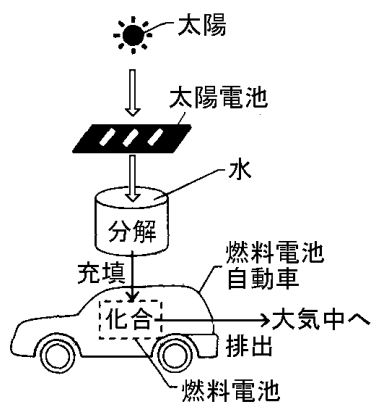 太陽
太陽電池
水
分解
充填
燃料電池
自動車
化合
大気中へ
排出
燃料電池